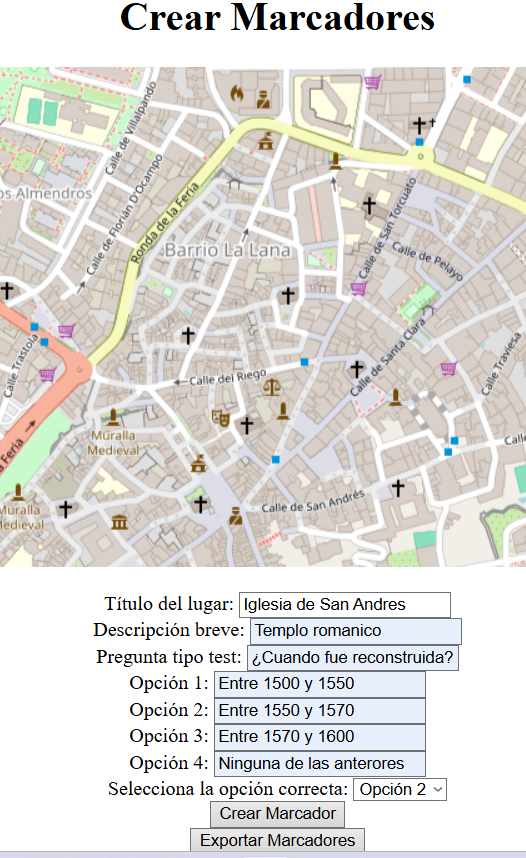 Crear Marcadores
Calle de Villalpando
os Almendros
Calle de Florián D'Ocampo
Ronda de la Feria
Barrio La Lana
Calle de San Torcuato
Calle de Pelayo
Calle Trastola
Calle de Santa Clara
Calle Traviesa
Calle del Riego
Muralla
Medieval
a Feria
Calle
Muralla
Medieval
Calle de San Andrés
Título del lugar: Iglesia de San Andres
Descripción breve: Templo romanico
Pregunta tipo test: ¿Cuando fue reconstruida?
Opción 1: Entre 1500 y 1550
Opción 2: Entre 1550 y 1570
Opción 3: Entre 1570 y 1600
Opción 4: Ninguna de las anterores
Selecciona la opción correcta: Opción 2
Crear Marcador
Exportar Marcadores